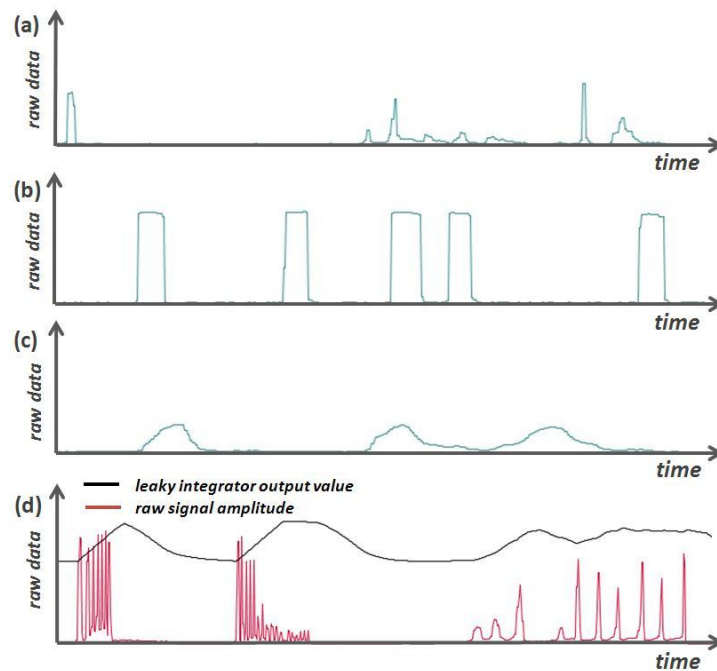 (a)
raw data
time
(b)
raw data
time
(c)
raw data
time
leaky integrator output value
raw signal amplitude
(d)
raw data
time